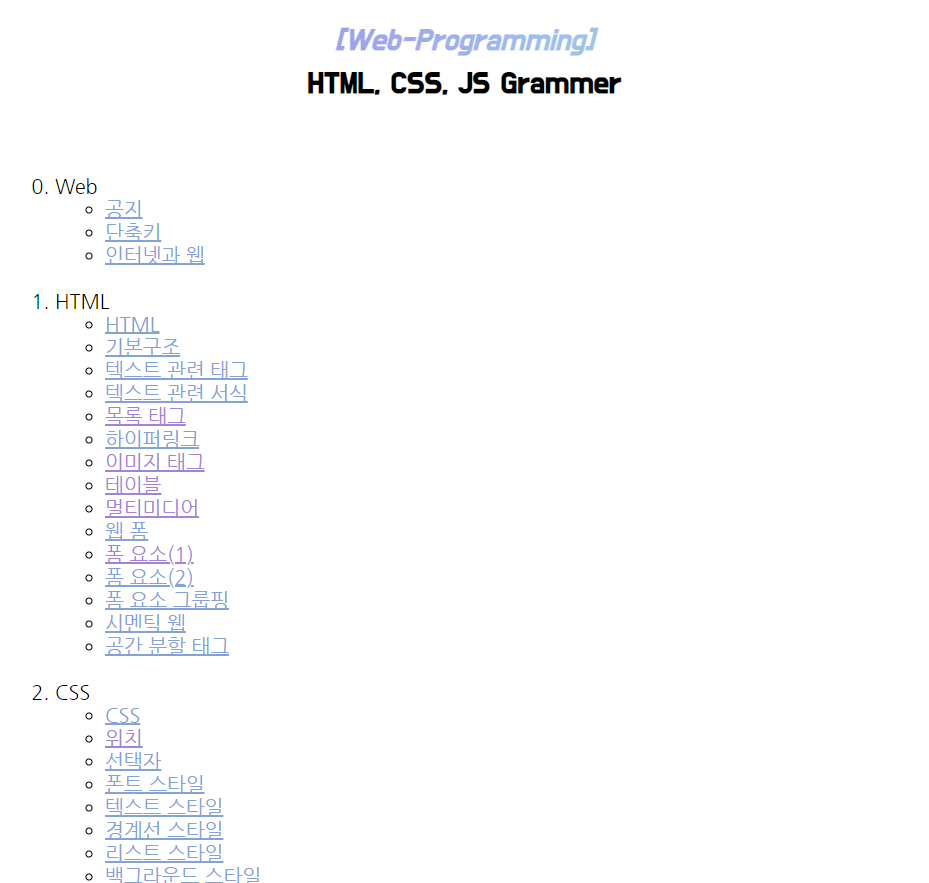 [Web-Programming]
HTML, CSS, JS Grammer
0. Web
공지
단축키
인터넷과 웹
1. HTML
HTML
기본구조
텍스트 관련 태그
텍스트 관련 서식
목록 태그
하이퍼링크
이미지 태그
테이블
멀티미디어
웹 폼
폼 요소(1)
폼 요소(2)
폼 요소 그룹핑
시멘틱 웹
공간 분할 태그
2. CSS
CSS
위치
선택자
폰트 스타일
텍스트 스타일
경계선 스타일
리스트 스타일
백그라운드 스타일